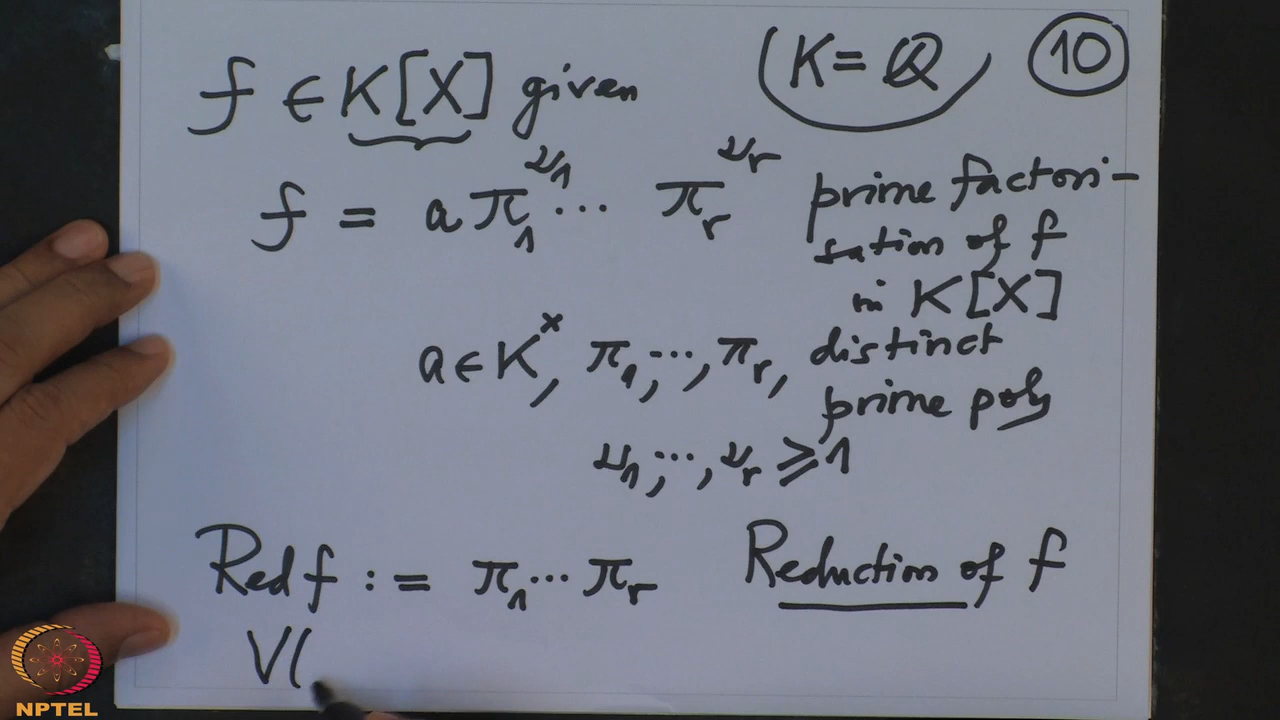 f ∈ K[X] given (K = ℚ) 10
f = a π₁^ν₁ ⋯ π_r^ν_r prime factori-
sation of f
in K[X]
a ∈ K^×, π₁, ⋯, π_r, distinct
prime poly
ν₁, ⋯, ν_r ⩾ 1
Red f := π₁ ⋯ π_r Reduction of f
V(
NPTEL